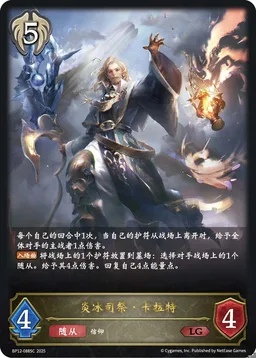 5
每个自己的回合中1次，当自己的护符从战场上离开时，给予全
体对手的主战者1点伤害。
入场曲 将战场上的1个护符放置到墓场：选择对手战场上的1个
随从。给予其4点伤害。回复自己4点能量点。
炎冰司祭·卡拉特
4
随从
信仰
LG
4
BP12-088SC 2025
© Cygames, Inc. Published by NetEase Games